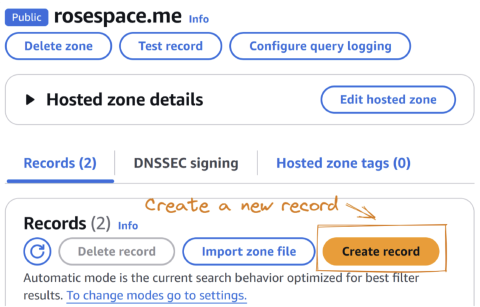 Public rosespace.me Info
Delete zone Test record Configure query logging
Hosted zone details Edit hosted zone
Records (2) DNSSEC signing Hosted zone tags (0)
Create a new record
Records (2) Info
Delete record Import zone file Create record
Automatic mode is the current search behavior optimized for best filter
results. To change modes go to settings.